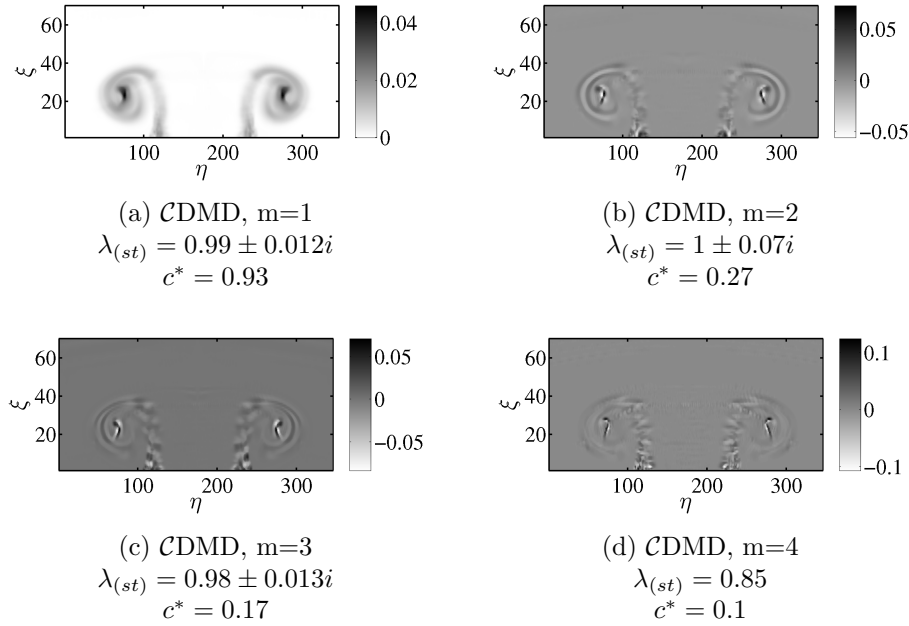 60
40
20
ξ
100
200
300
η
0.04
0.02
0
(a) 𝒞DMD, m=1
λ(st) = 0.99 ± 0.012i
c* = 0.93
60
40
20
ξ
100
200
300
η
0.05
0
−0.05
(b) 𝒞DMD, m=2
λ(st) = 1 ± 0.07i
c* = 0.27
60
40
20
ξ
100
200
300
η
0.05
0
−0.05
(c) 𝒞DMD, m=3
λ(st) = 0.98 ± 0.013i
c* = 0.17
60
40
20
ξ
100
200
300
η
0.1
0
−0.1
(d) 𝒞DMD, m=4
λ(st) = 0.85
c* = 0.1